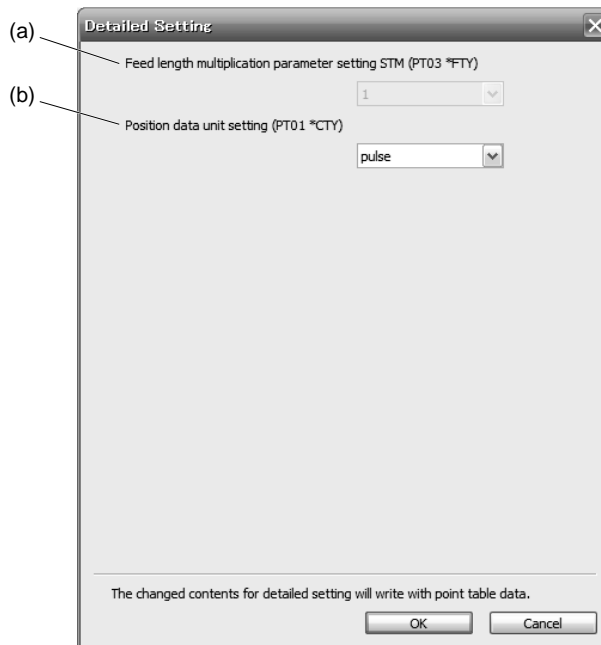 Detailed Setting
(a)
Feed length multiplication parameter setting STM (PT03 *FTY)
1
(b)
Position data unit setting (PT01 *CTY)
pulse
The changed contents for detailed setting will write with point table data.
OK Cancel